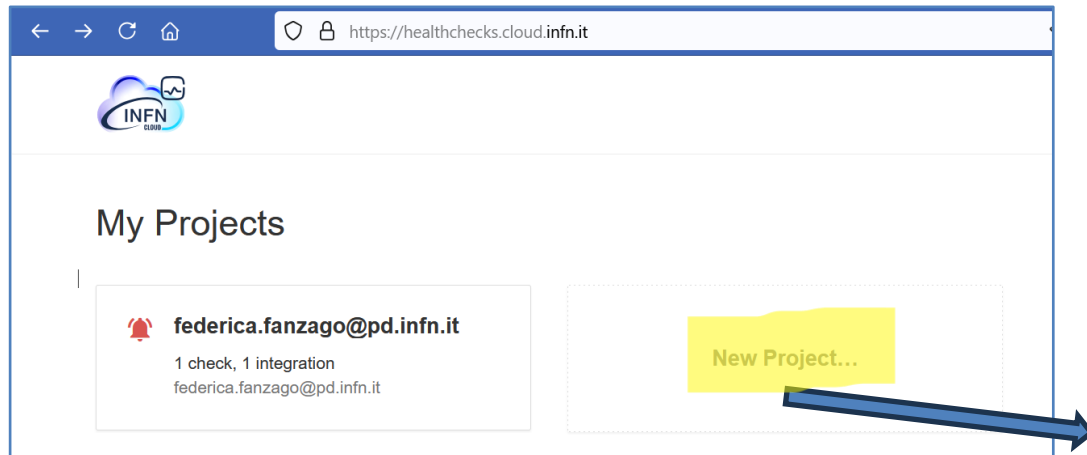 https://healthchecks.cloud.infn.it
INFN
CLOUD
My Projects
federica.fanzago@pd.infn.it
1 check, 1 integration
federica.fanzago@pd.infn.it
New Project…